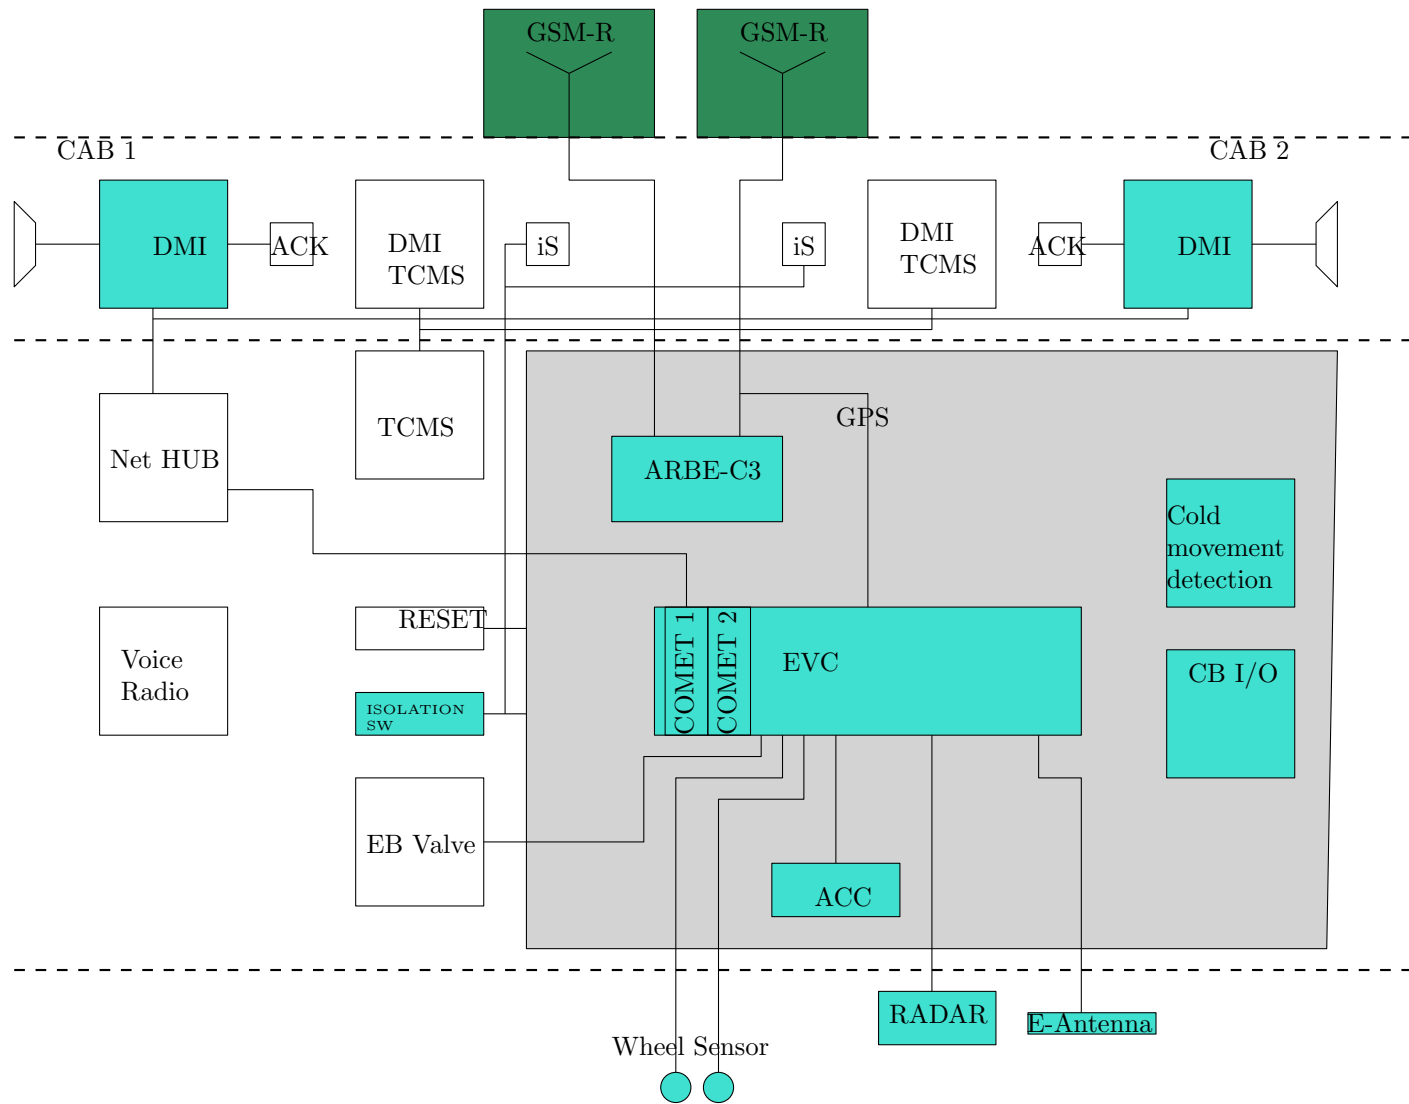 GSM-R
GSM-R
CAB 1
CAB 2
DMI
ACK
DMI
TCMS
iS
iS
DMI
TCMS
ACK
DMI
TCMS
GPS
Net HUB
ARBE-C3
Cold
movement
detection
RESET
Voice
Radio
COMET 1
COMET 2
EVC
CB I/O
ISOLATION
SW
EB Valve
ACC
RADAR
E-Antenna
Wheel Sensor